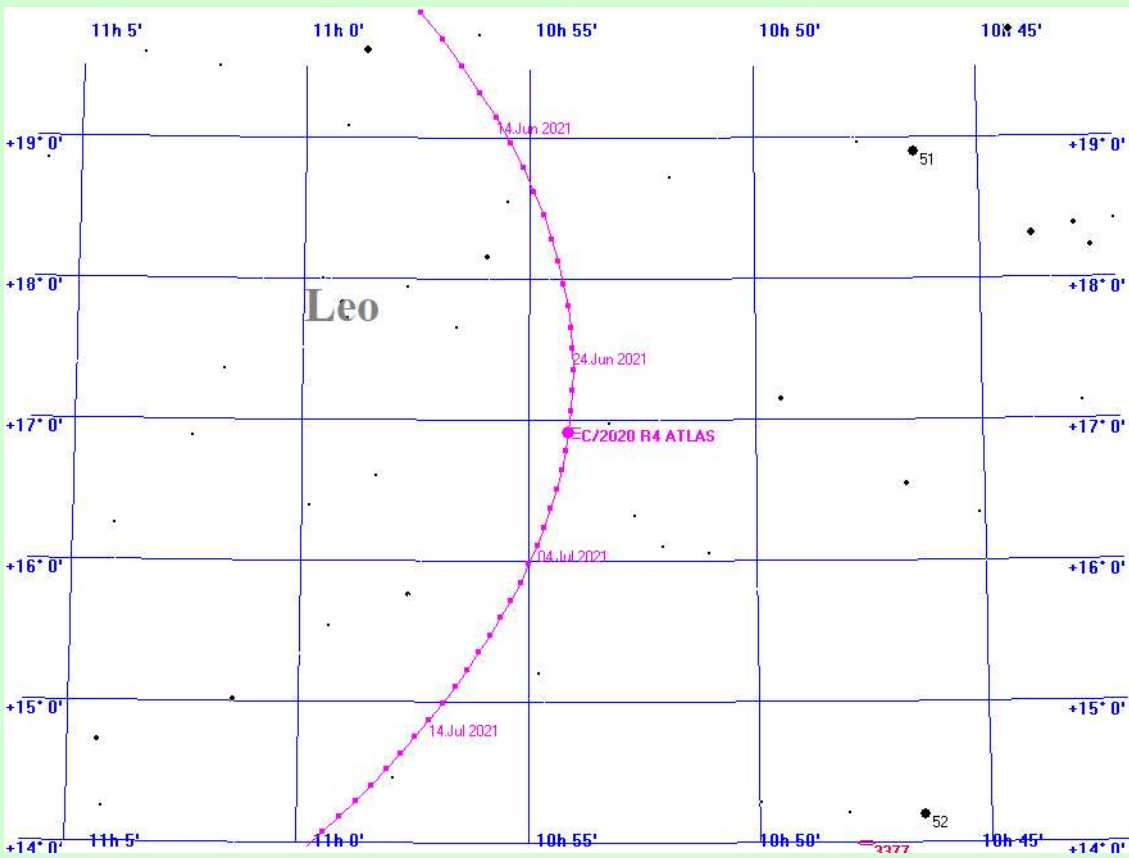 11h 5' 11h 0' 10h 55' 10h 50' 10h 45'
14.Jun 2021
+19° 0' +19° 0'
51
+18° 0' +18° 0'
Leo
24.Jun 2021
+17° 0' +17° 0'
C/2020 R4 ATLAS
04.Jul 2021
+16° 0' +16° 0'
+15° 0' +15° 0'
14.Jul 2021
52
11h 5' 11h 0' 10h 55' 10h 50' 10h 45'
+14° 0' 3377 +14° 0'